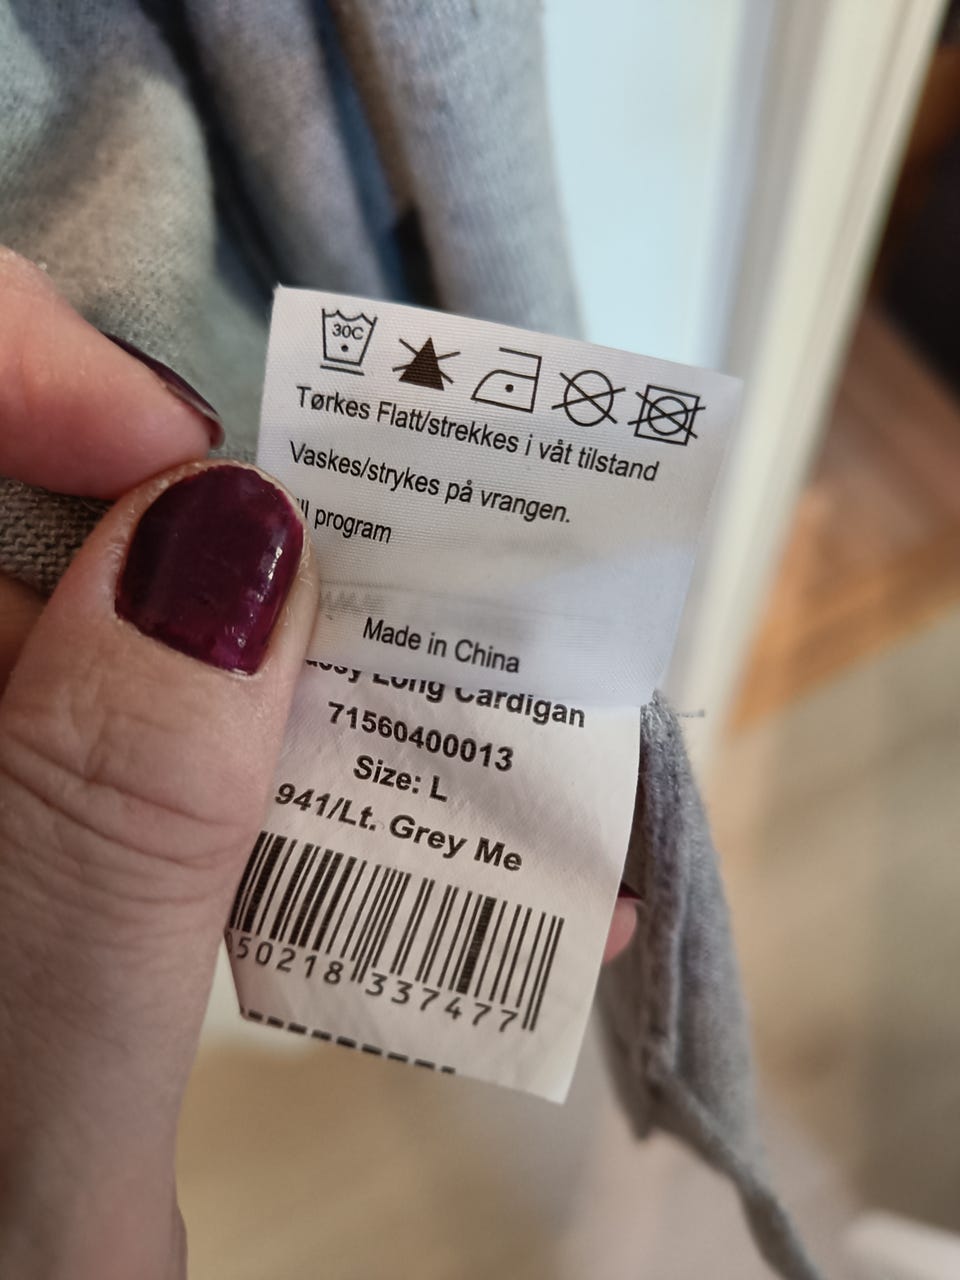 30C
Tørkes Flatt/strekkes i våt tilstand
Vaskes/strykes på vrangen.
program
Made in China
Long Cardigan
71560400013
Size: L
941/Lt. Grey Me
50218 337477